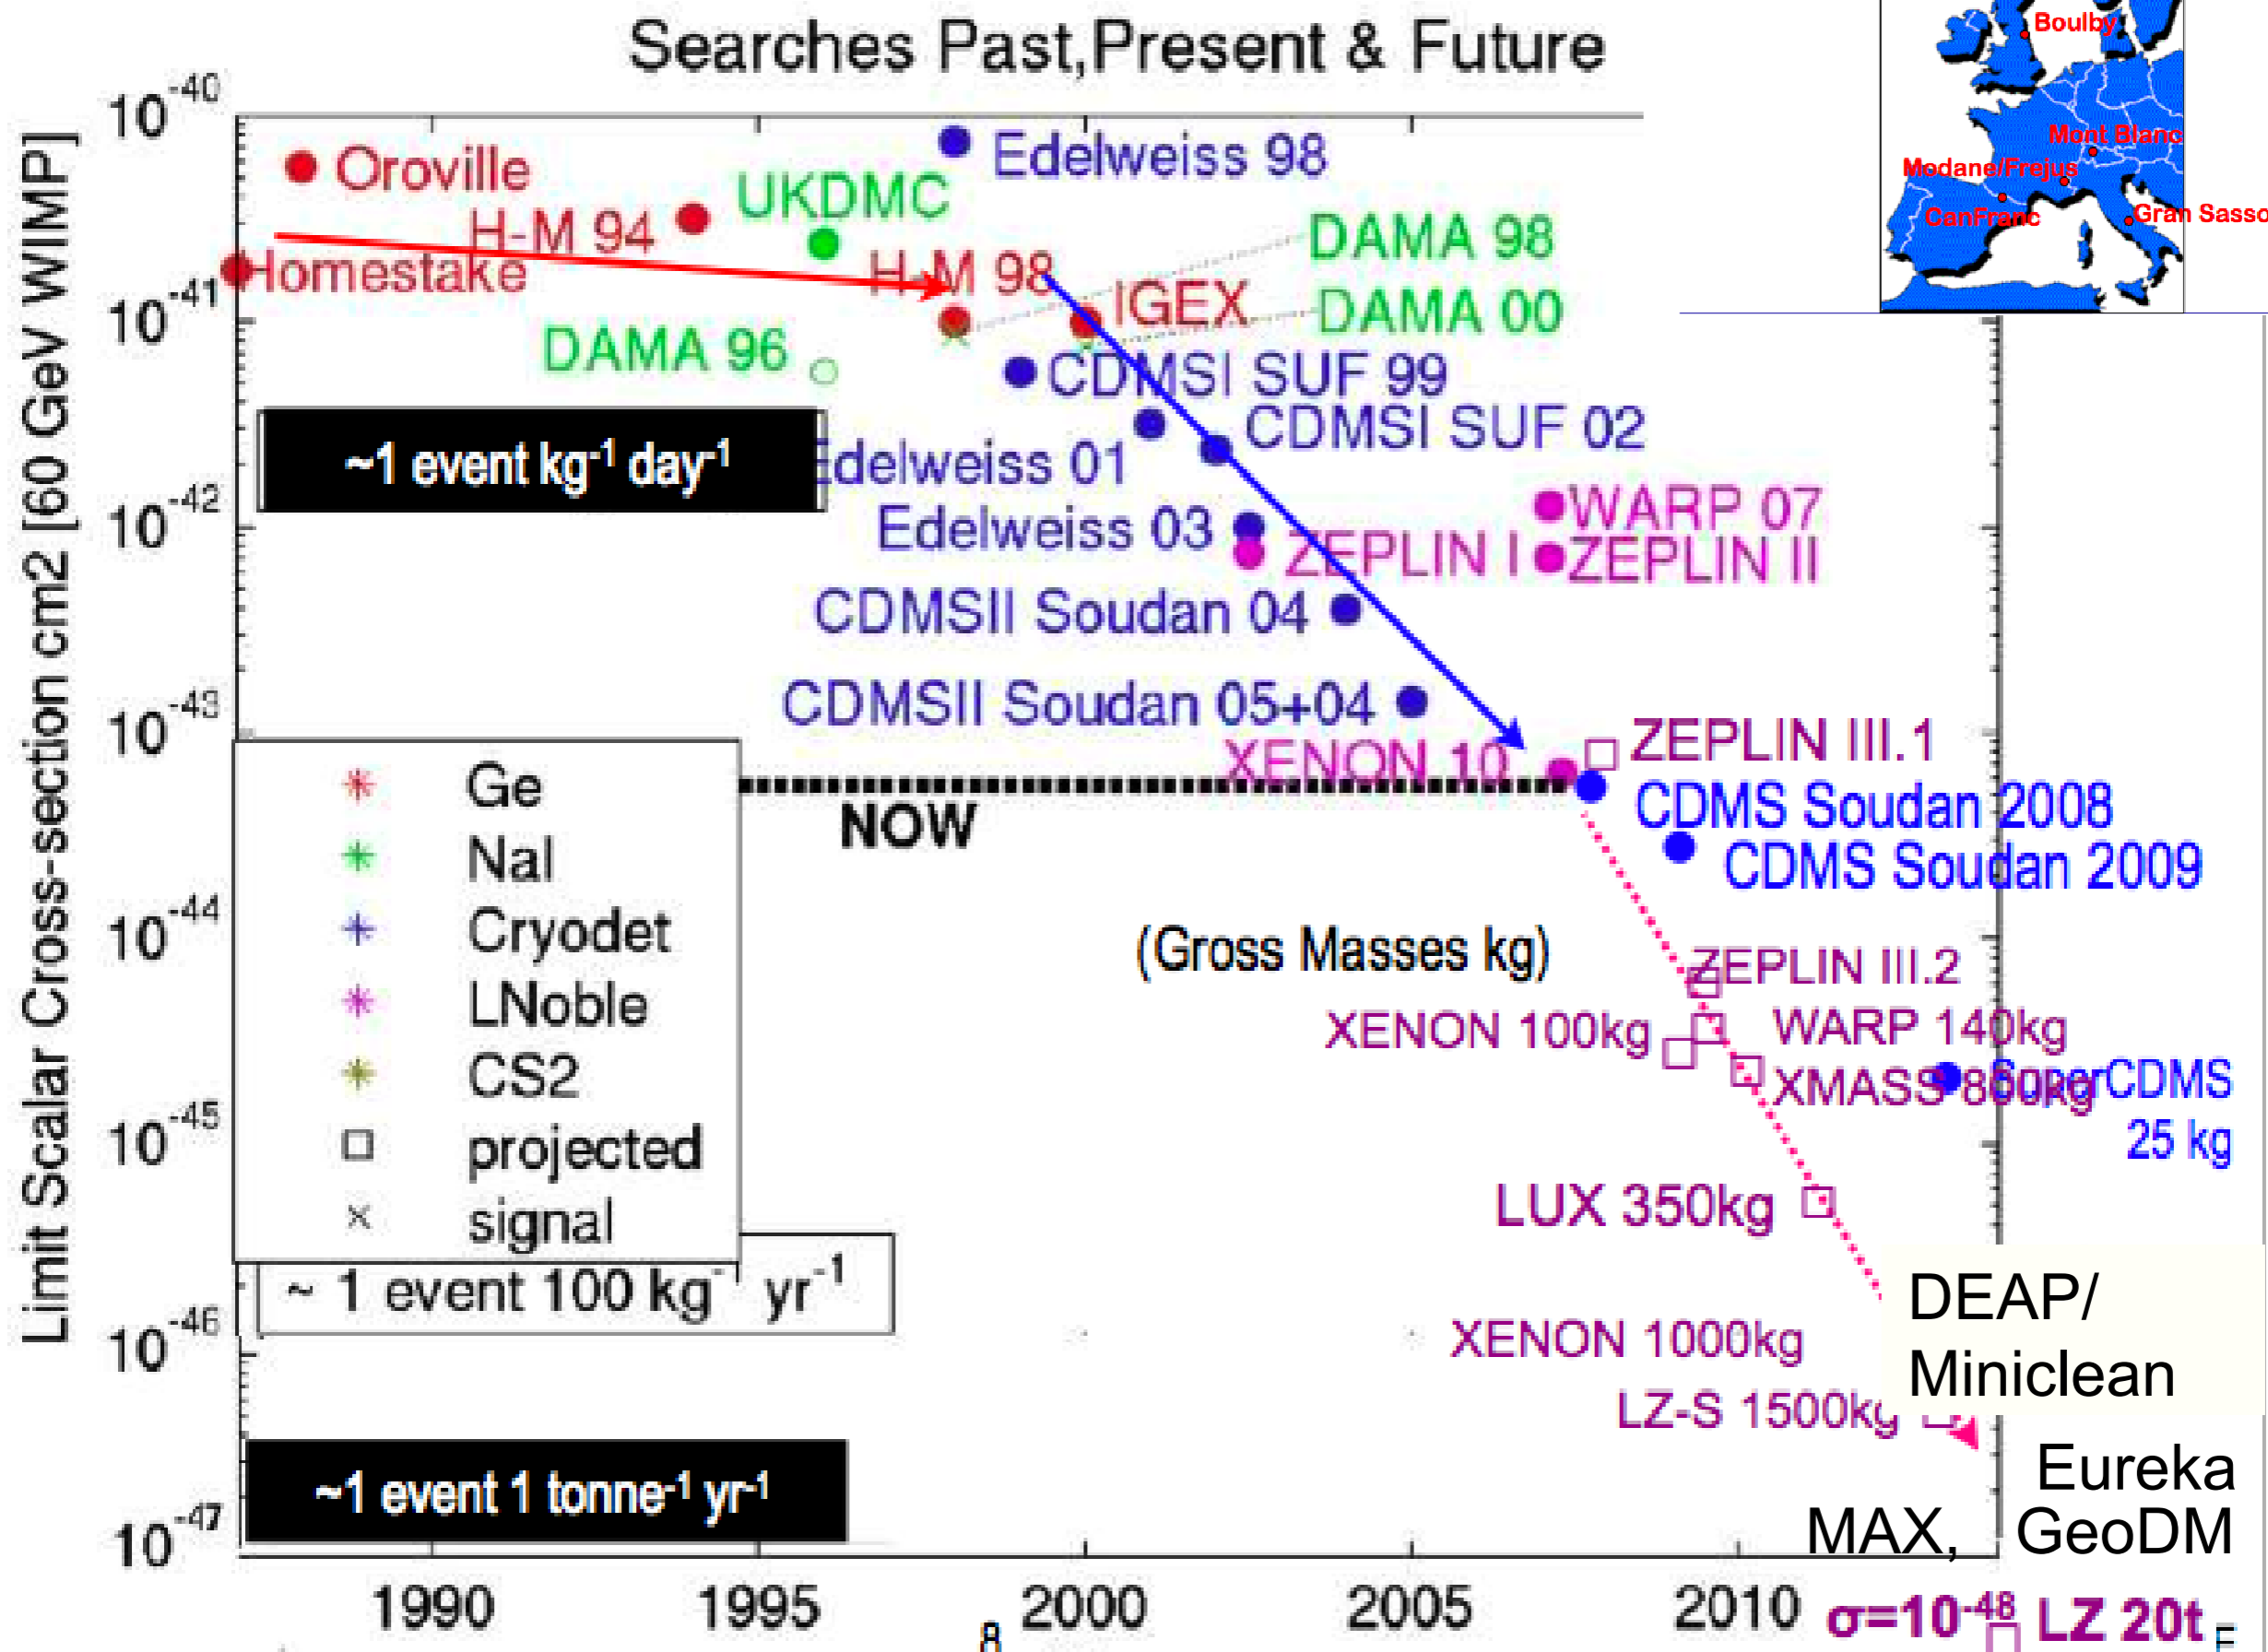 Searches Past,Present & Future
Boulby
Mont Blanc
Modane/Frejus
CanFranc
Gran Sasso
Limit Scalar Cross-section cm2 [60 GeV WIMP]
10-40
10-41
10-42
10-43
10-44
10-45
10-46
10-47
Oroville
Edelweiss 98
UKDMC
H-M 94
DAMA 98
Homestake
H-M 98
IGEX
DAMA 00
DAMA 96
CDMSI SUF 99
CDMSI SUF 02
~1 event kg-1 day-1
Edelweiss 01
WARP 07
Edelweiss 03
ZEPLIN I
ZEPLIN II
CDMSII Soudan 04
CDMSII Soudan 05+04
XENON 10
ZEPLIN III.1
NOW
CDMS Soudan 2008
CDMS Soudan 2009
Ge
NaI
Cryodet
LNoble
CS2
projected
signal
(Gross Masses kg)
ZEPLIN III.2
XENON 100kg
WARP 140kg
XMASS 800kg
SuperCDMS
25 kg
LUX 350kg
~ 1 event 100 kg-1 yr-1
DEAP/
Miniclean
XENON 1000kg
LZ-S 1500kg
~1 event 1 tonne-1 yr-1
Eureka
MAX, GeoDM
1990
1995
2000
2005
2010
σ=10-48 LZ 20t
8